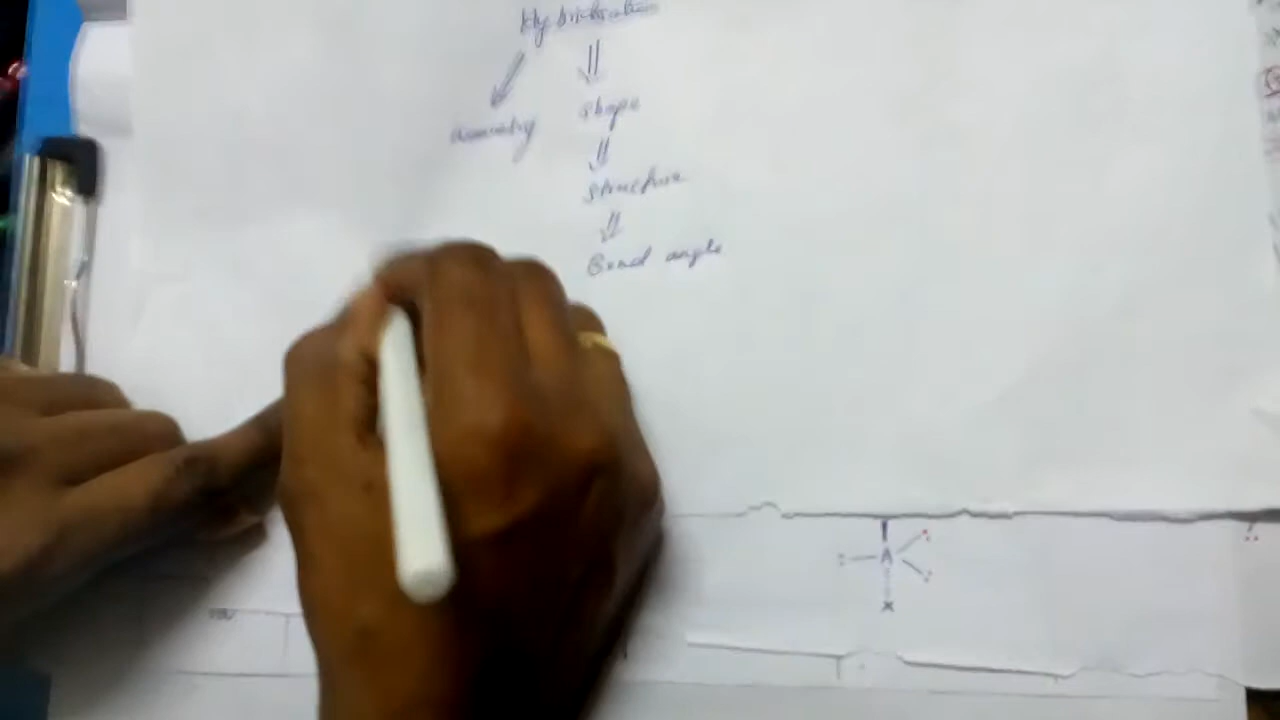 Hybridisation
Geometry shape
structure
Bond angle
A
x